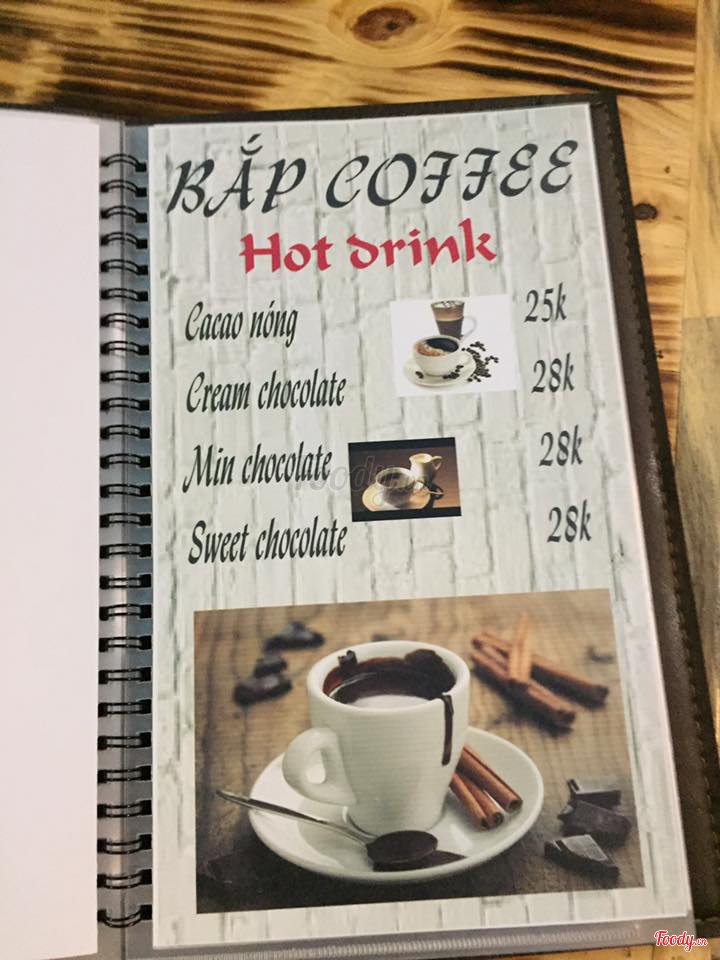 BẮP COFFEE
Hot drink
Cacao nóng 25k
Cream chocolate 28k
Min chocolate 28k
Sweet chocolate 28k
Foody.vn